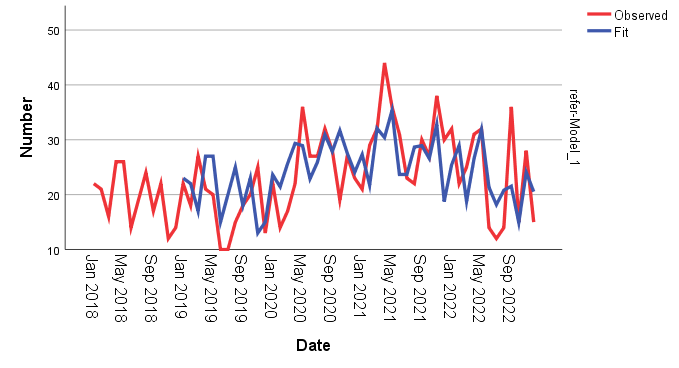 Observed
Fit
Number
50
40
30
20
10
refer-Model_1
Jan 2018
May 2018
Sep 2018
Jan 2019
May 2019
Sep 2019
Jan 2020
May 2020
Sep 2020
Jan 2021
May 2021
Sep 2021
Jan 2022
May 2022
Sep 2022
Date